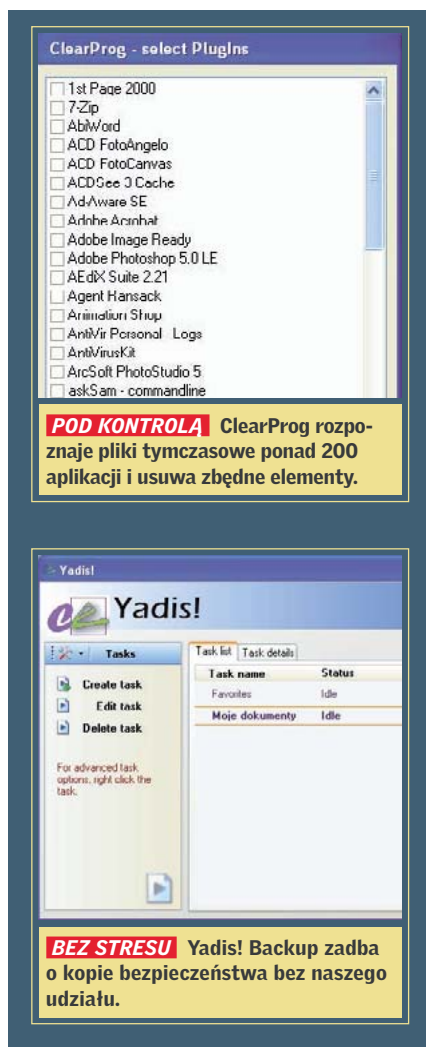 ClearProg - select PlugIns
1st Page 2000
7-Zip
AbiWord
ACD FotoAngelo
ACD FotoCanvas
ACDSee 3 Cache
Ad-Aware SE
Adobe Acrobat
Adobe Image Ready
Adobe Photoshop 5.0 LE
AEdiX Suite 2.21
Agent Hansack
Animation Shop
AntiVir Personal Logs
AntiVirusKit
ArcSoft PhotoStudio 5
askSam - commandline
POD KONTROLĄ ClearProg rozpo-
znaje pliki tymczasowe ponad 200
aplikacji i usuwa zbędne elementy.
Yadis!
Yadis!
Tasks
Create task
Edit task
Delete task
For advanced task
options, right click the
task.
Task list Task details
Task name Status
Favorites Idle
Moje dokumenty Idle
BEZ STRESU Yadis! Backup zadba
o kopie bezpieczeństwa bez naszego
udziału.